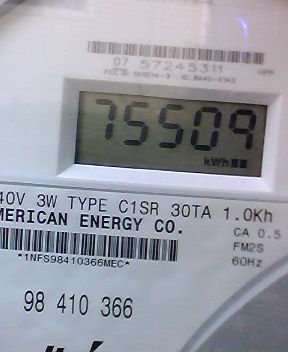 07 57245311
HPP
75509
kWh
40V 3W TYPE C1SR 30TA 1.0Kh
MERICAN ENERGY CO.
CA 0.5
*1NFS98410366MEC*
FM2S
60Hz
98 410 366